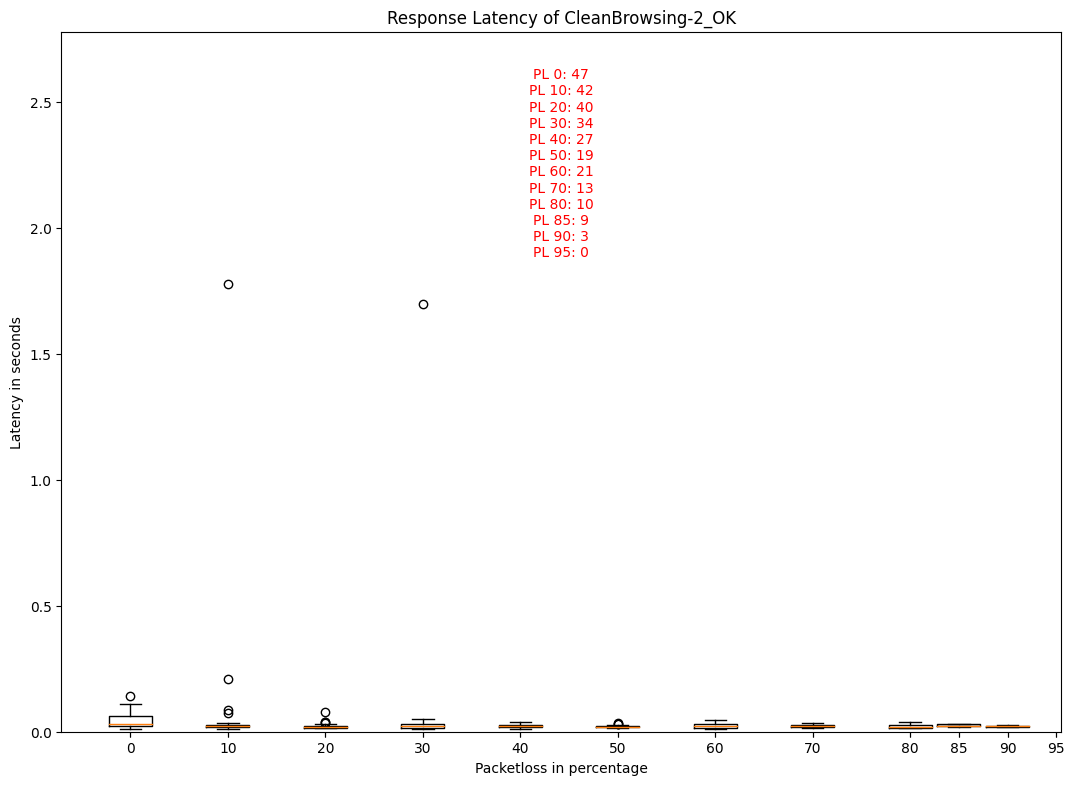 Response Latency of CleanBrowsing-2_OK
PL 0: 47
PL 10: 42
PL 20: 40
PL 30: 34
PL 40: 27
PL 50: 19
PL 60: 21
PL 70: 13
PL 80: 10
PL 85: 9
PL 90: 3
PL 95: 0
Latency in seconds
2.5
2.0
1.5
1.0
0.5
0.0
0 10 20 30 40 50 60 70 80 85 90 95
Packetloss in percentage